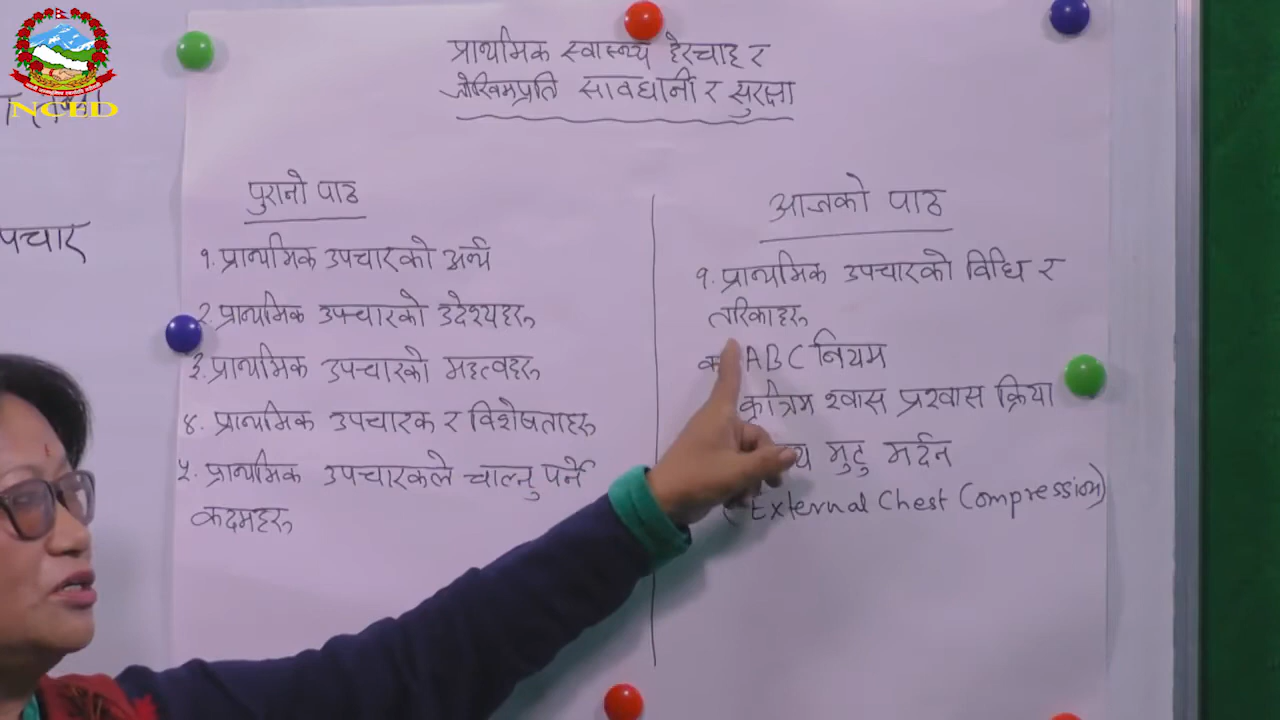 NCED
पचार
प्राथमिक स्वास्थ्य हेरचाह र
जोखिमप्रति सावधानी र सुरक्षा
पुरानो पाठ
१. प्राथमिक उपचारको अर्थ
२. प्राथमिक उपचारको उदेश्यहरू
३. प्राथमिक उपचारको महत्वहरू
४. प्राथमिक उपचारक र विशेषताहरू
५. प्राथमिक उपचारकले चाल्नु पर्ने
कदमहरू
आजको पाठ
१. प्राथमिक उपचारको विधि र
तरिकाहरू
क ABC नियम
कृत्रिम श्वास प्रश्वास क्रिया
मुटु मर्दन
(External Chest Compression)